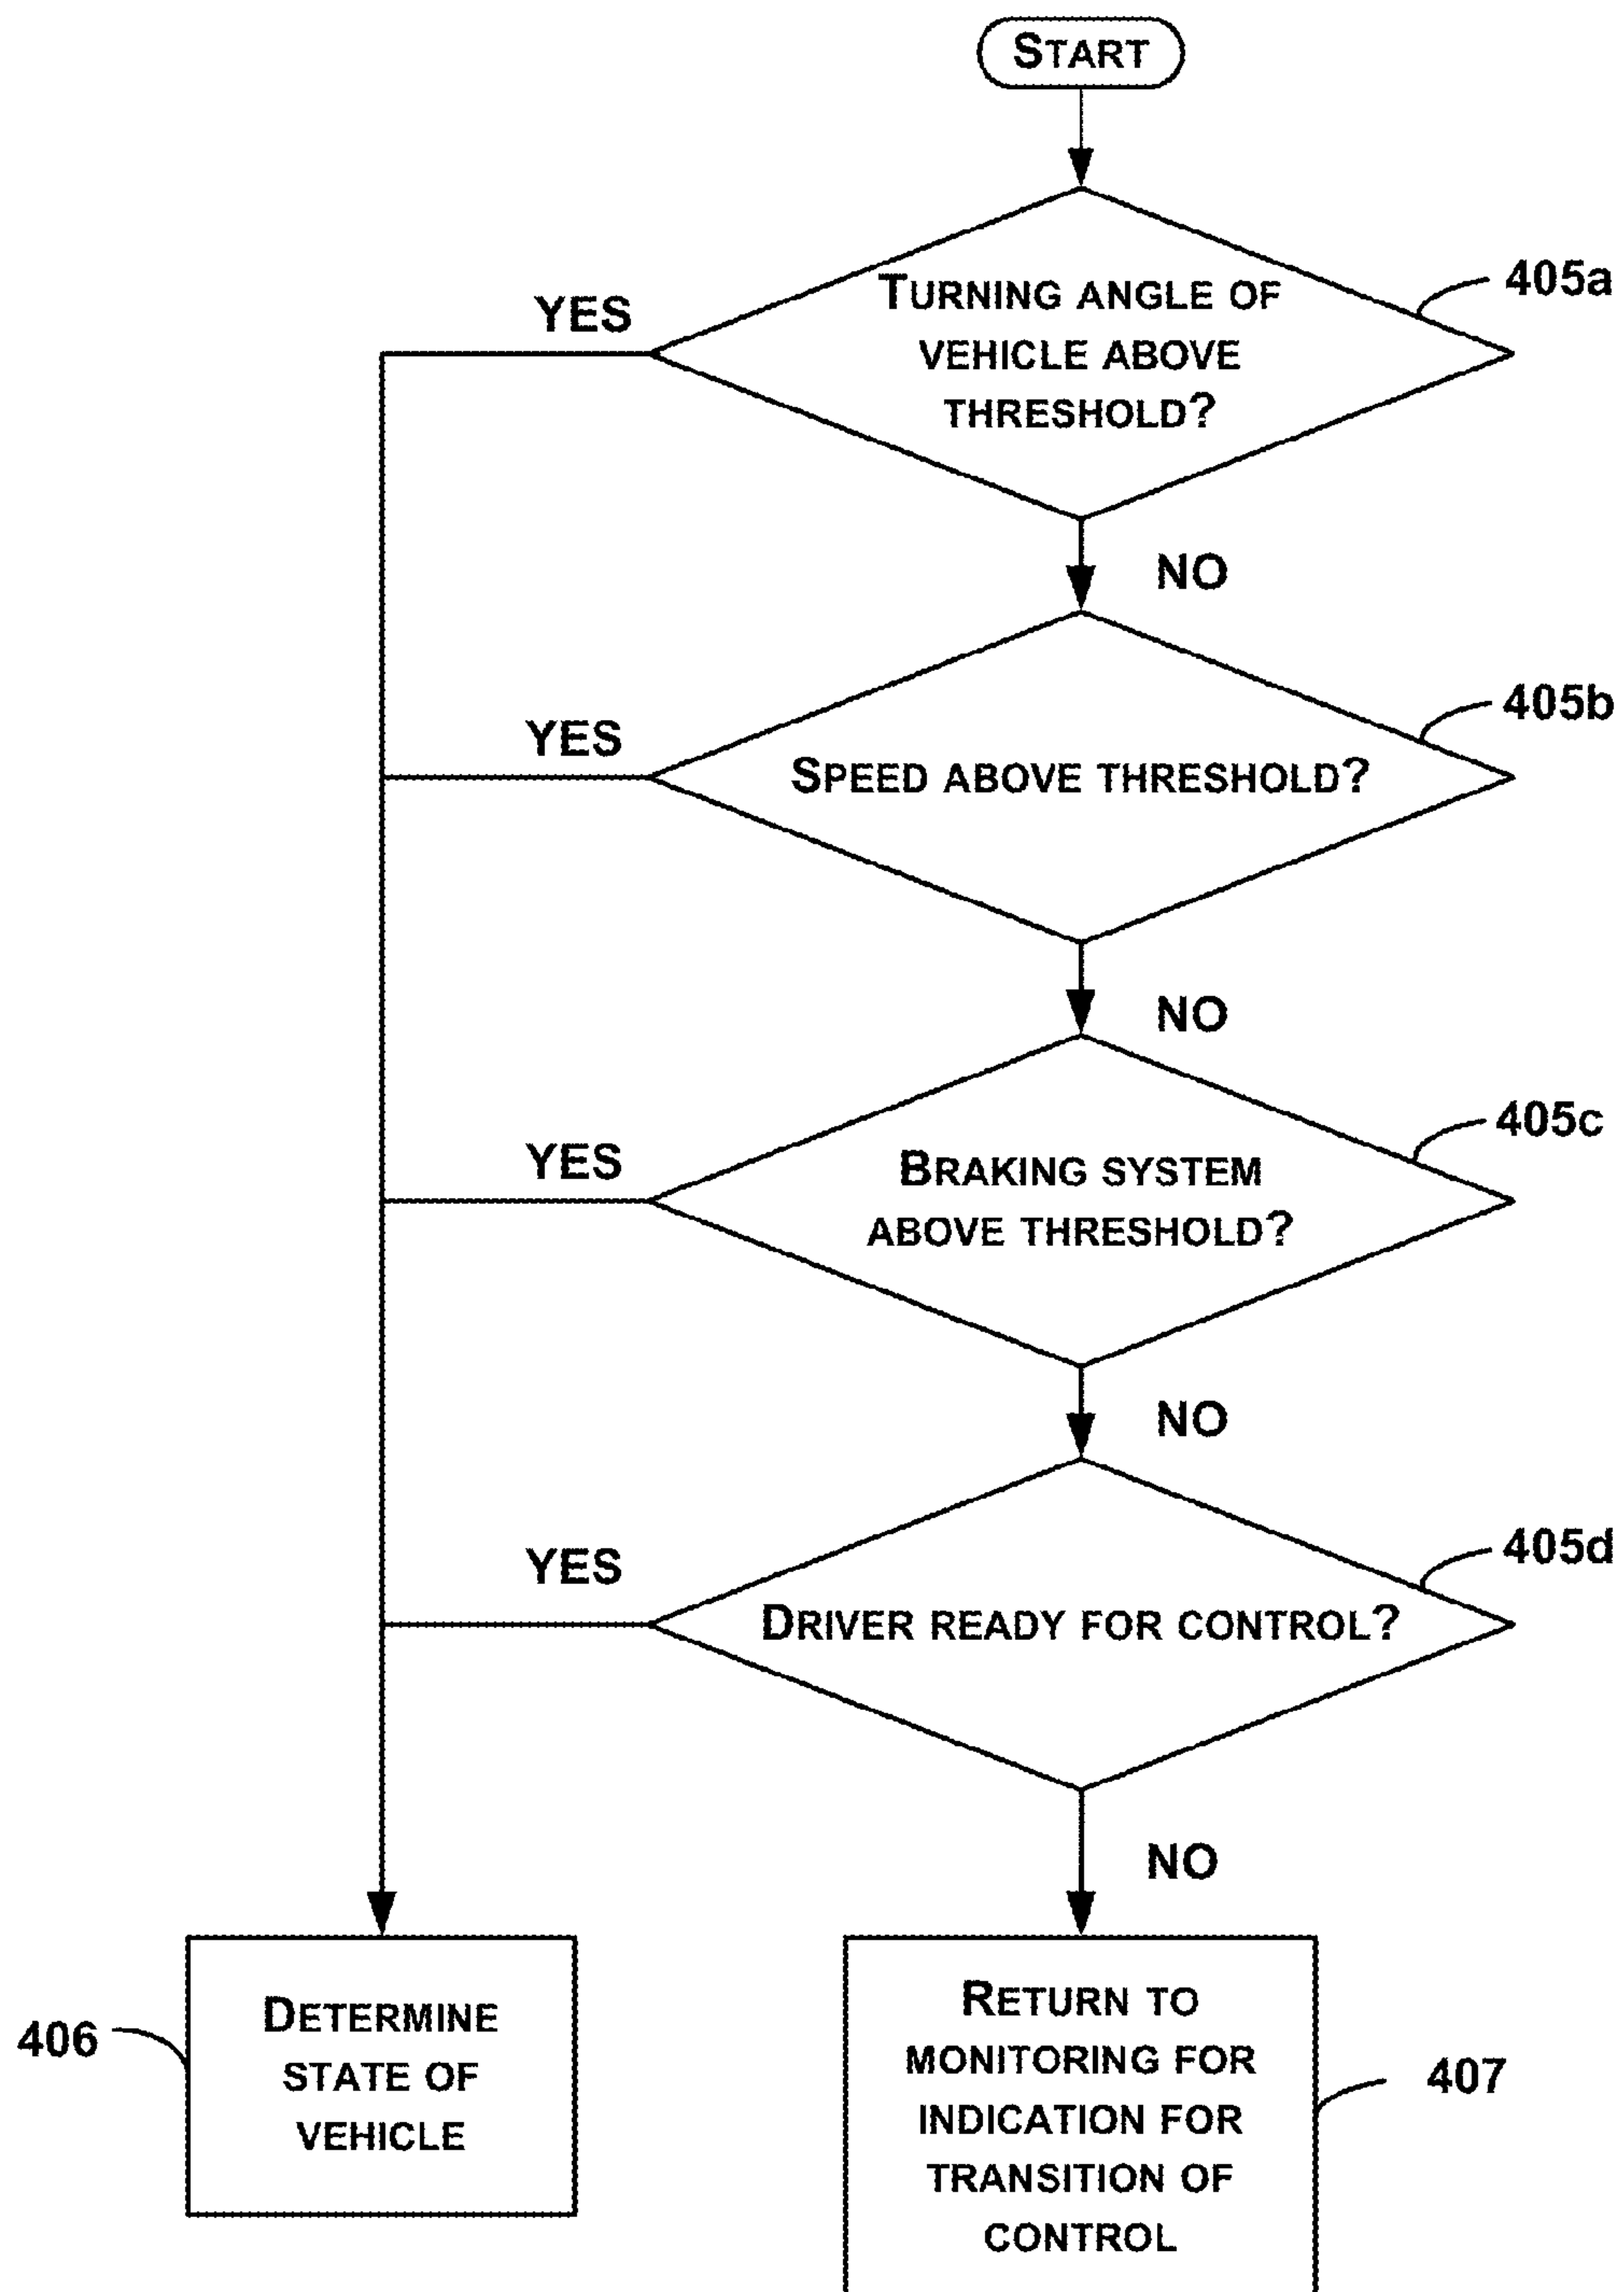 START
TURNING ANGLE OF
VEHICLE ABOVE
THRESHOLD?
405a
YES
NO
SPEED ABOVE THRESHOLD?
405b
YES
NO
BRAKING SYSTEM
ABOVE THRESHOLD?
405c
YES
NO
DRIVER READY FOR CONTROL?
405d
YES
NO
406
DETERMINE
STATE OF
VEHICLE
RETURN TO
MONITORING FOR
INDICATION FOR
TRANSITION OF
CONTROL
407